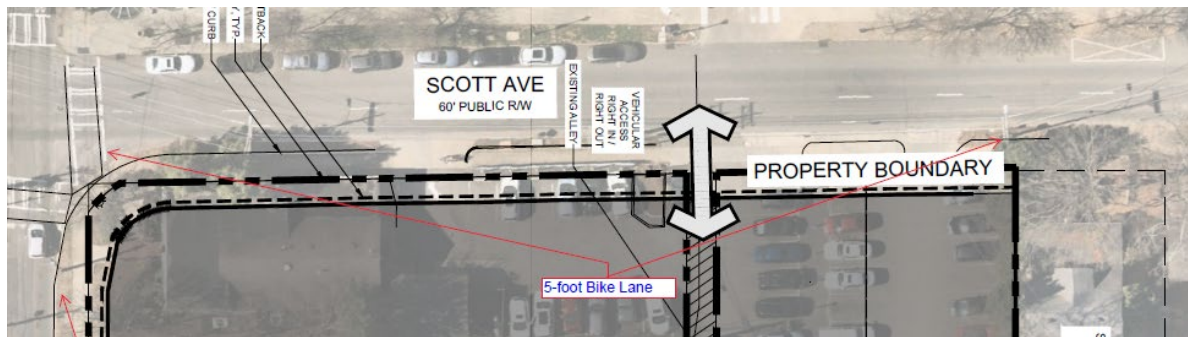 TBACK
Y, TYP.
CURB
SCOTT AVE
60' PUBLIC R/W
EXISTING ALLEY
VEHICULAR
ACCESS
RIGHT IN /
RIGHT OUT
PROPERTY BOUNDARY
5-foot Bike Lane
S